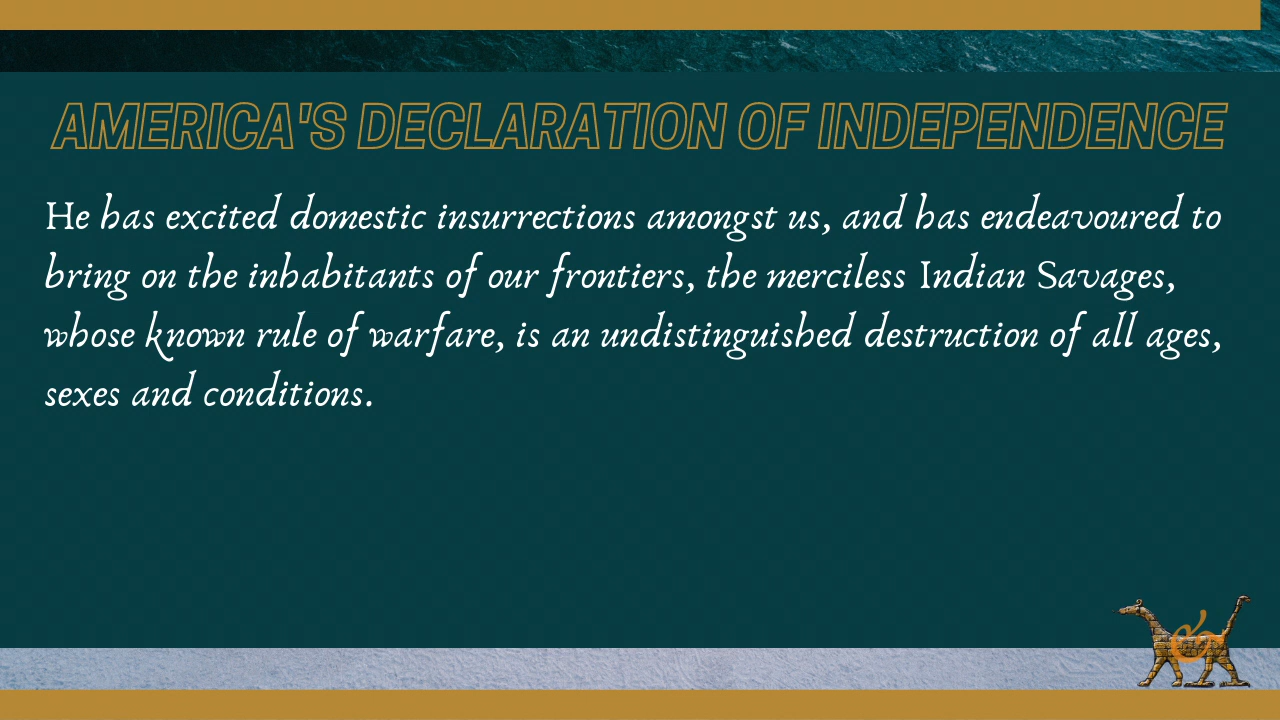 AMERICA'S DECLARATION OF INDEPENDENCE
He has excited domestic insurrections amongst us, and has endeavoured to
bring on the inhabitants of our frontiers, the merciless Indian Savages,
whose known rule of warfare, is an undistinguished destruction of all ages,
sexes and conditions.